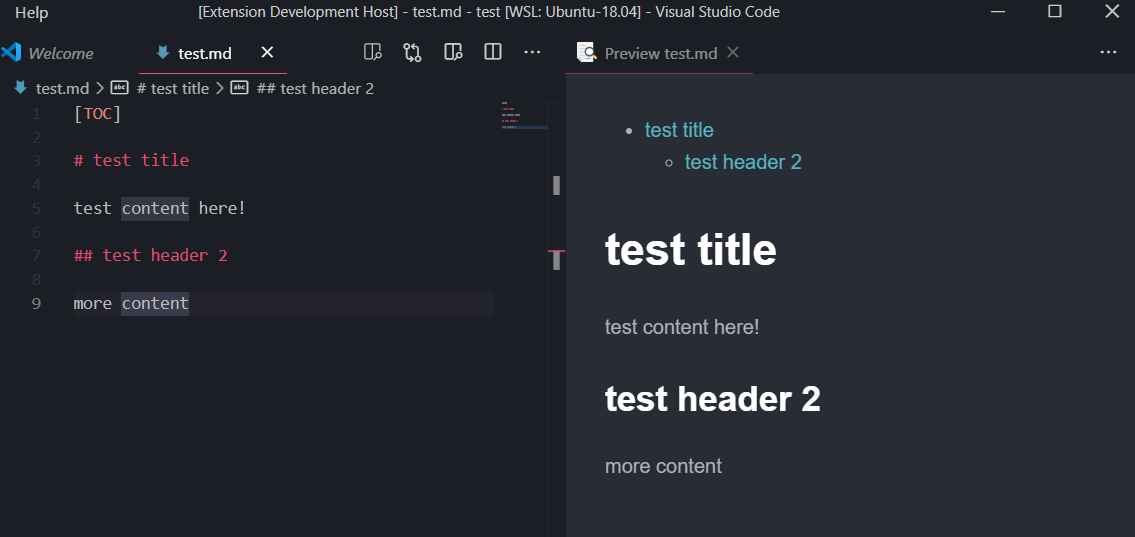 Help [Extension Development Host] - test.md - test [WSL: Ubuntu-18.04] - Visual Studio Code
Welcome test.md
Preview test.md
test.md > # test title > ## test header 2
1 [TOC]
2
3 # test title
4
5 test content here!
6
7 ## test header 2
8
9 more content
test title
test header 2
test title
test content here!
test header 2
more content